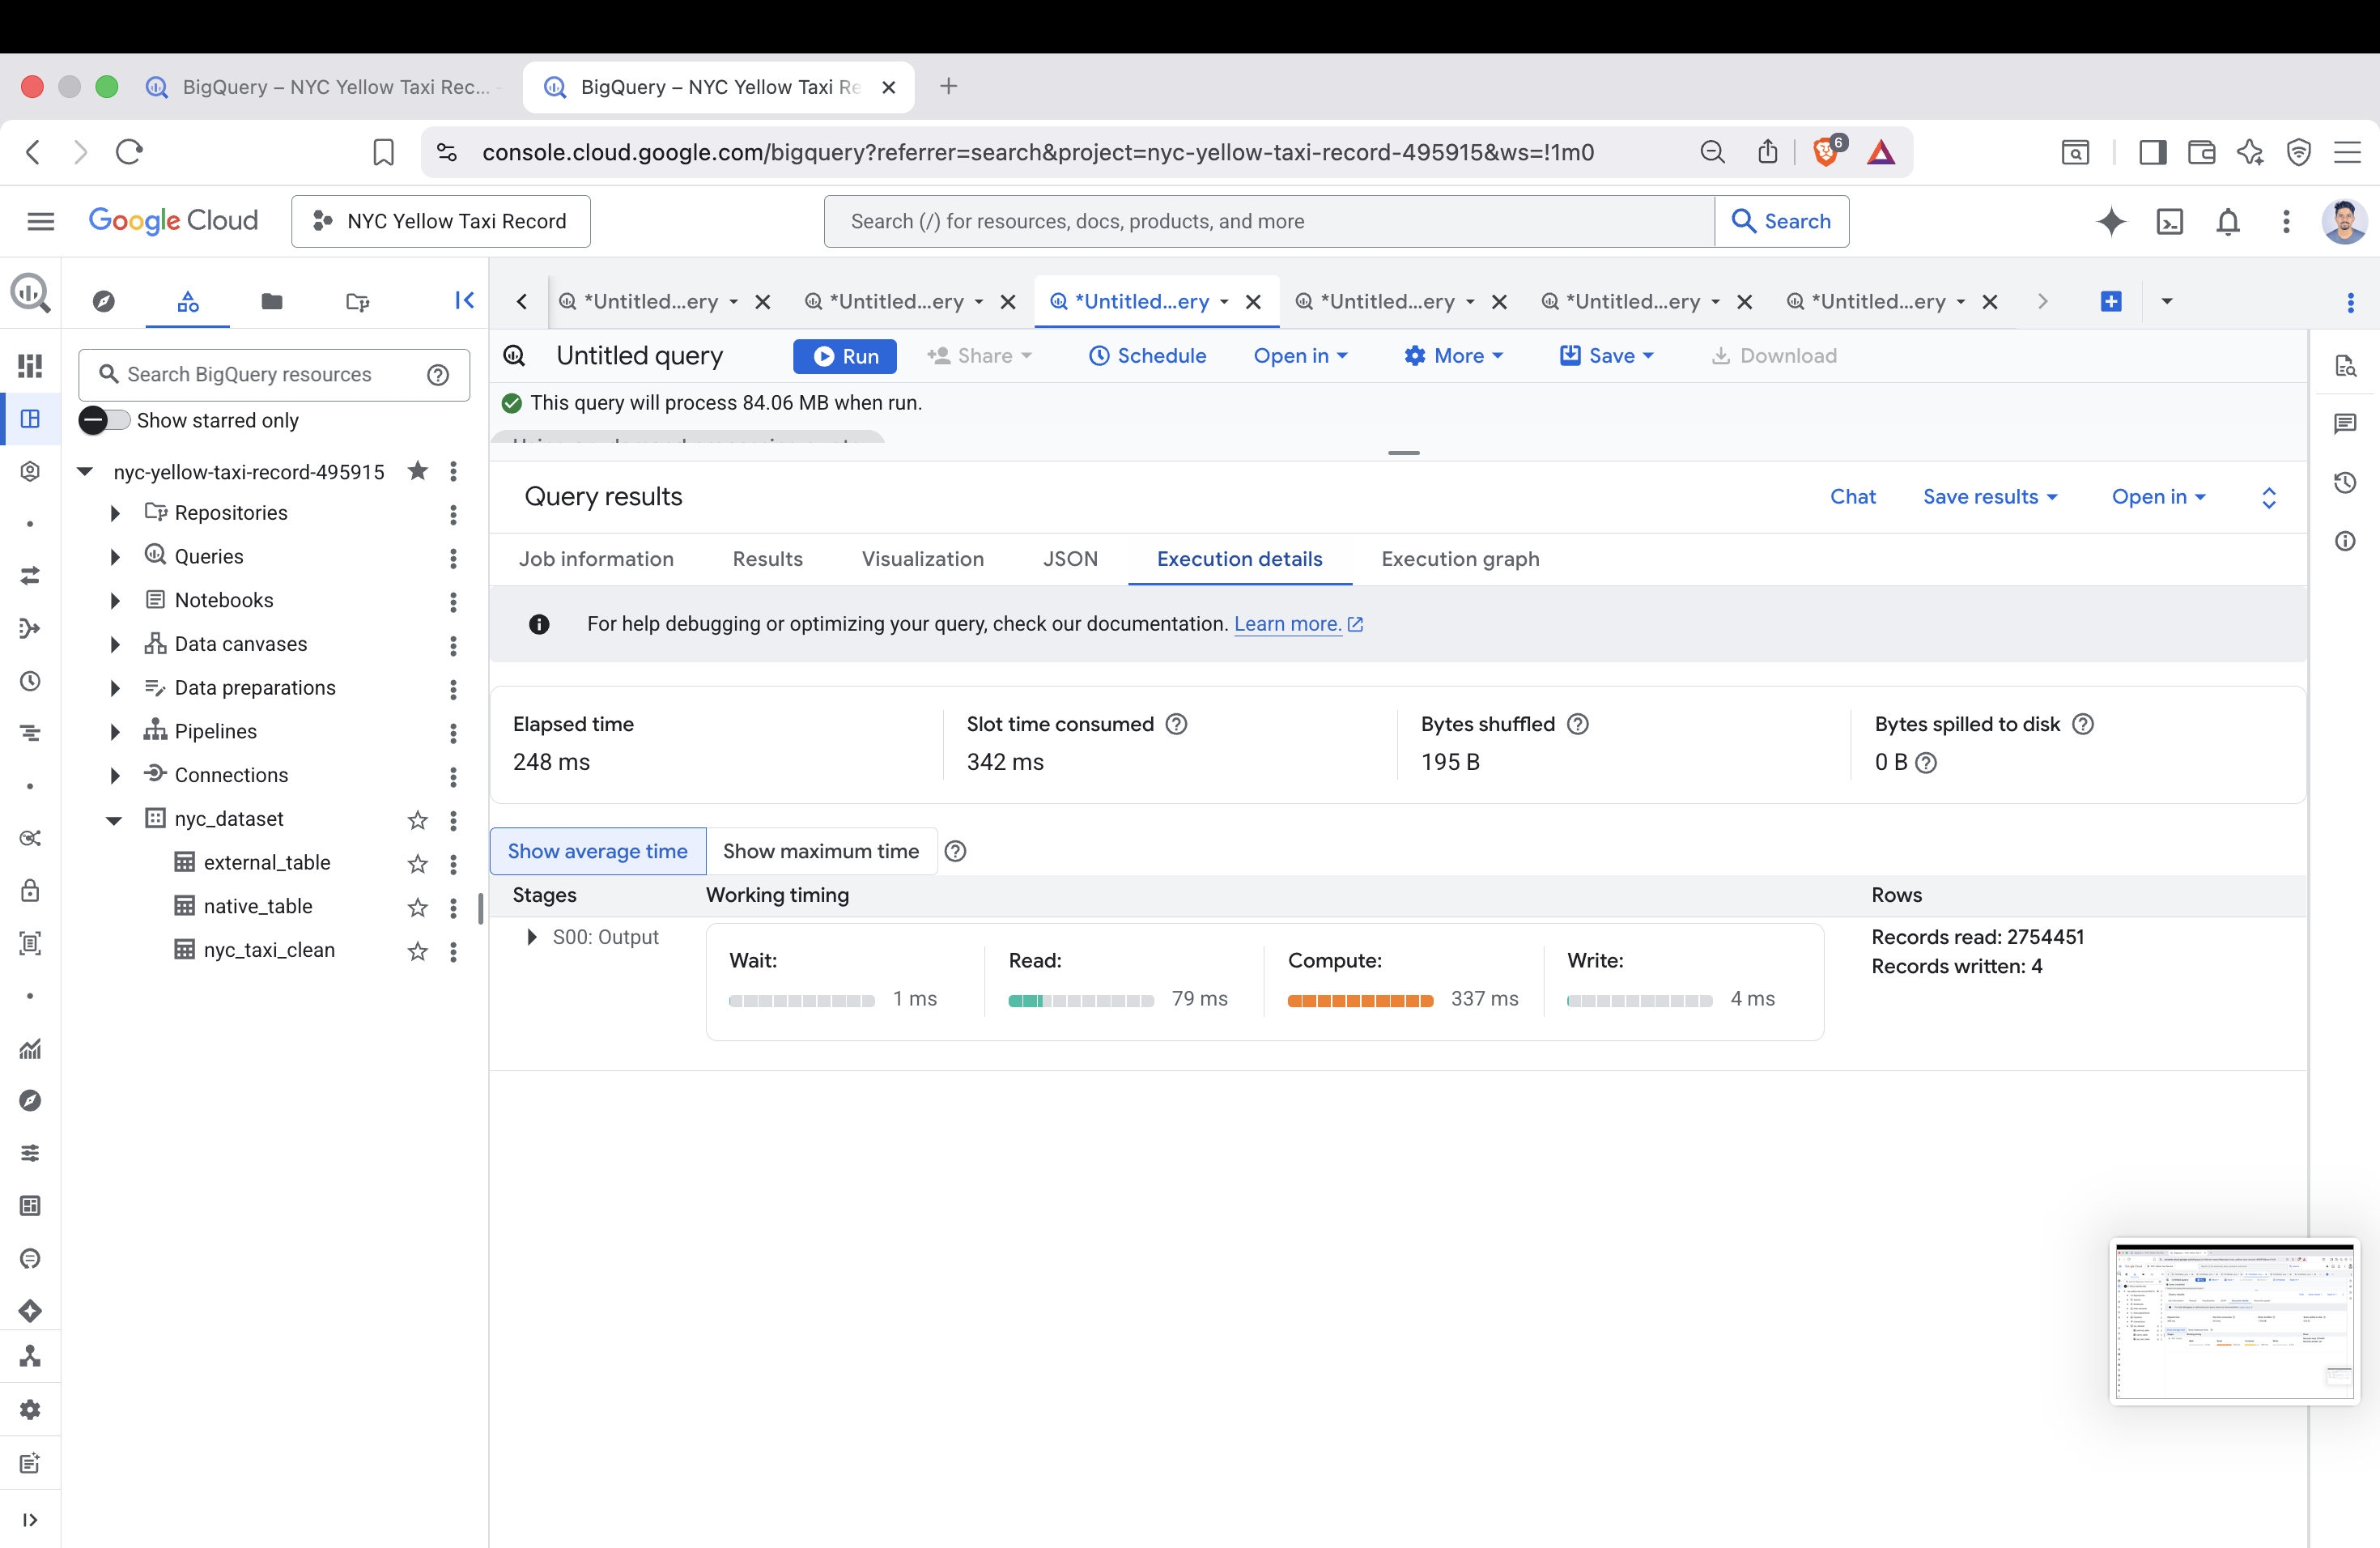 BigQuery – NYC Yellow Taxi Rec...
BigQuery – NYC Yellow Taxi Re
console.cloud.google.com/bigquery?referrer=search&project=nyc-yellow-taxi-record-495915&ws=!1m0
6
Google Cloud
NYC Yellow Taxi Record
Search (/) for resources, docs, products, and more
Search
*Untitled...ery
*Untitled...ery
*Untitled...ery
*Untitled...ery
*Untitled...ery
*Untitled...ery
Untitled query
Run
Share
Schedule
Open in
More
Save
Download
This query will process 84.06 MB when run.
Search BigQuery resources
Show starred only
nyc-yellow-taxi-record-495915
Repositories
Queries
Notebooks
Data canvases
Data preparations
Pipelines
Connections
nyc_dataset
external_table
native_table
nyc_taxi_clean
Query results
Chat
Save results
Open in
Job information
Results
Visualization
JSON
Execution details
Execution graph
For help debugging or optimizing your query, check our documentation. Learn more.
Elapsed time
248 ms
Slot time consumed
342 ms
Bytes shuffled
195 B
Bytes spilled to disk
0 B
Show average time
Show maximum time
Stages
Working timing
Rows
S00: Output
Wait:
1 ms
Read:
79 ms
Compute:
337 ms
Write:
4 ms
Records read: 2754451
Records written: 4